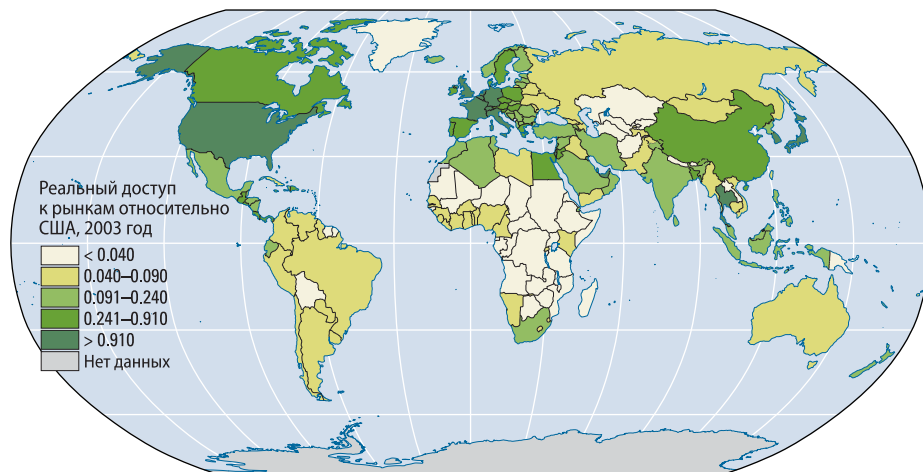 Реальный доступ
к рынкам относительно
США, 2003 год
< 0.040
0.040–0.090
0.091–0.240
0.241–0.910
> 0.910
Нет данных